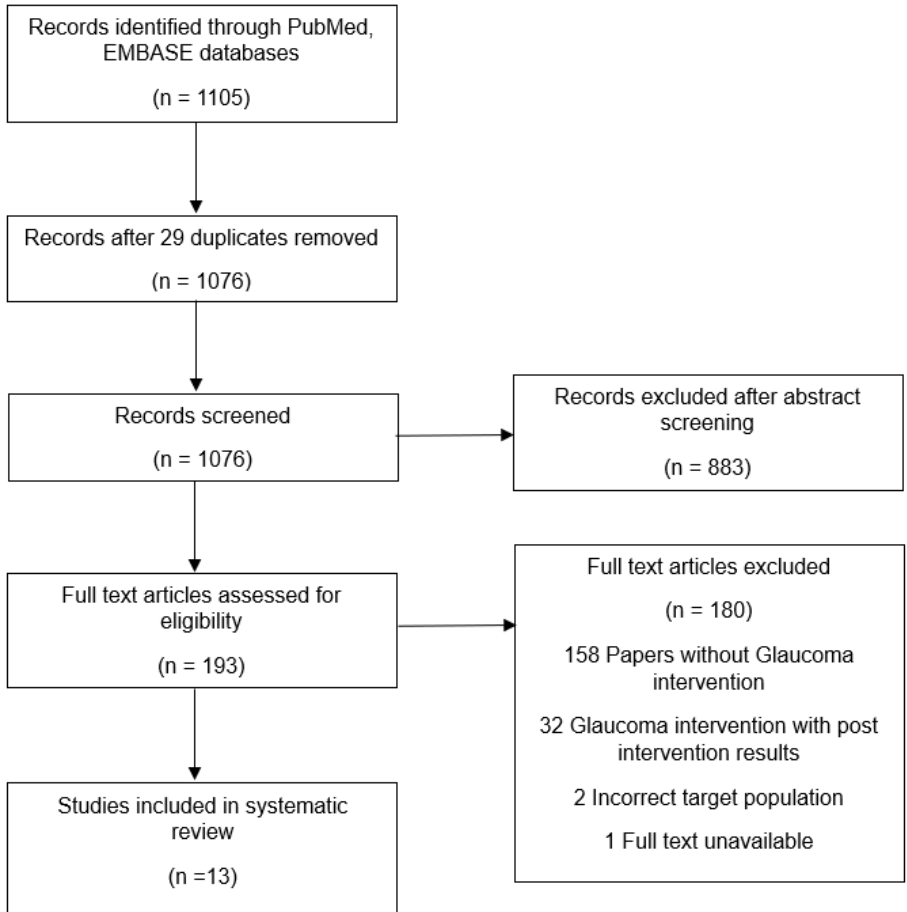 Records identified through PubMed,
EMBASE databases
(n = 1105)
Records after 29 duplicates removed
(n = 1076)
Records screened
(n = 1076)
Records excluded after abstract
screening
(n = 883)
Full text articles assessed for
eligibility
(n = 193)
Full text articles excluded
(n = 180)
158 Papers without Glaucoma
intervention
32 Glaucoma intervention with post
intervention results
2 Incorrect target population
1 Full text unavailable
Studies included in systematic
review
(n =13)